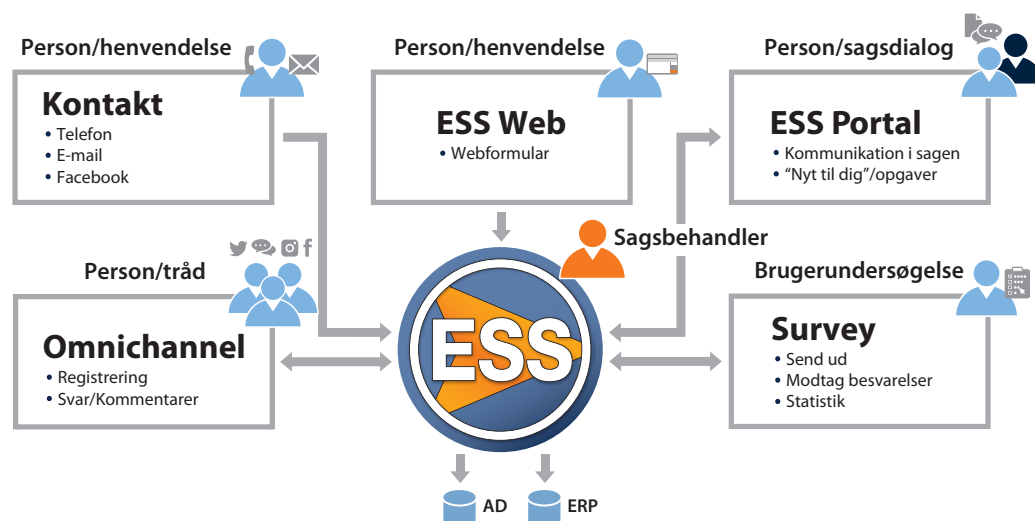 Person/henvendelse
Kontakt
• Telefon
• E-mail
• Facebook
Person/henvendelse
ESS Web
• Webformular
Person/sagsdialog
ESS Portal
• Kommunikation i sagen
• "Nyt til dig"/opgaver
Person/tråd
Omnichannel
• Registrering
• Svar/Kommentarer
Sagsbehandler
ESS
Brugerundersøgelse
Survey
• Send ud
• Modtag besvarelser
• Statistik
AD
ERP